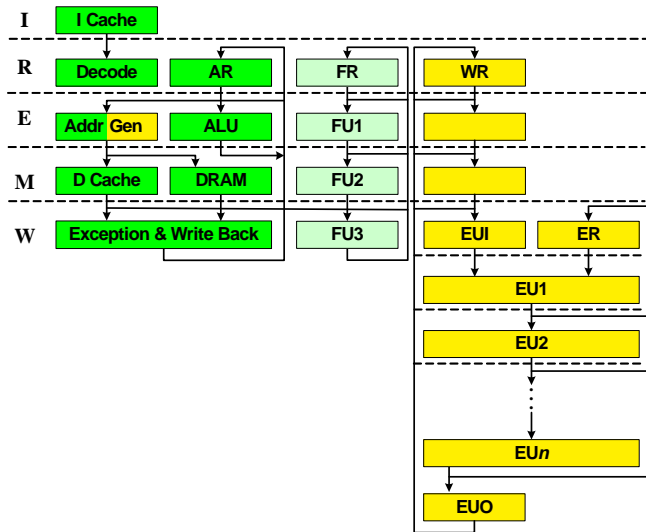 I I Cache
R Decode AR FR WR
E Addr Gen ALU FU1
M D Cache DRAM FU2
W Exception & Write Back FU3 EUI ER
EU1
EU2
EUn
EUO